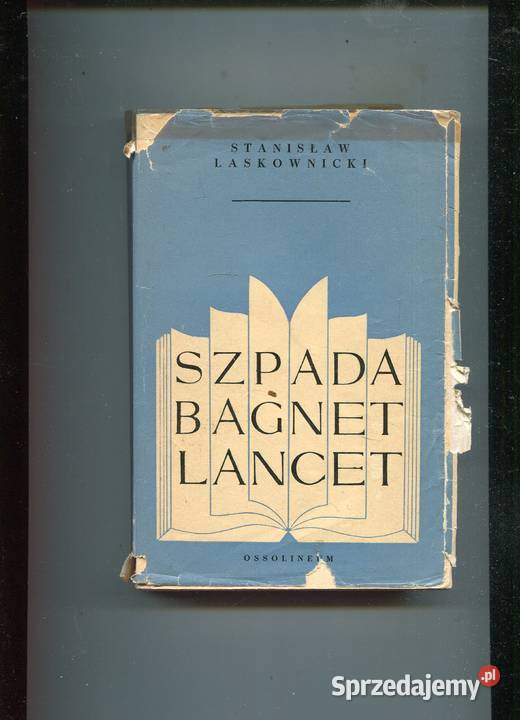 STANISŁAW
LASKOWNICKI
SZPADA
BAGNET
LANCET
OSSOLINEUM
Sprzedajemy.pl